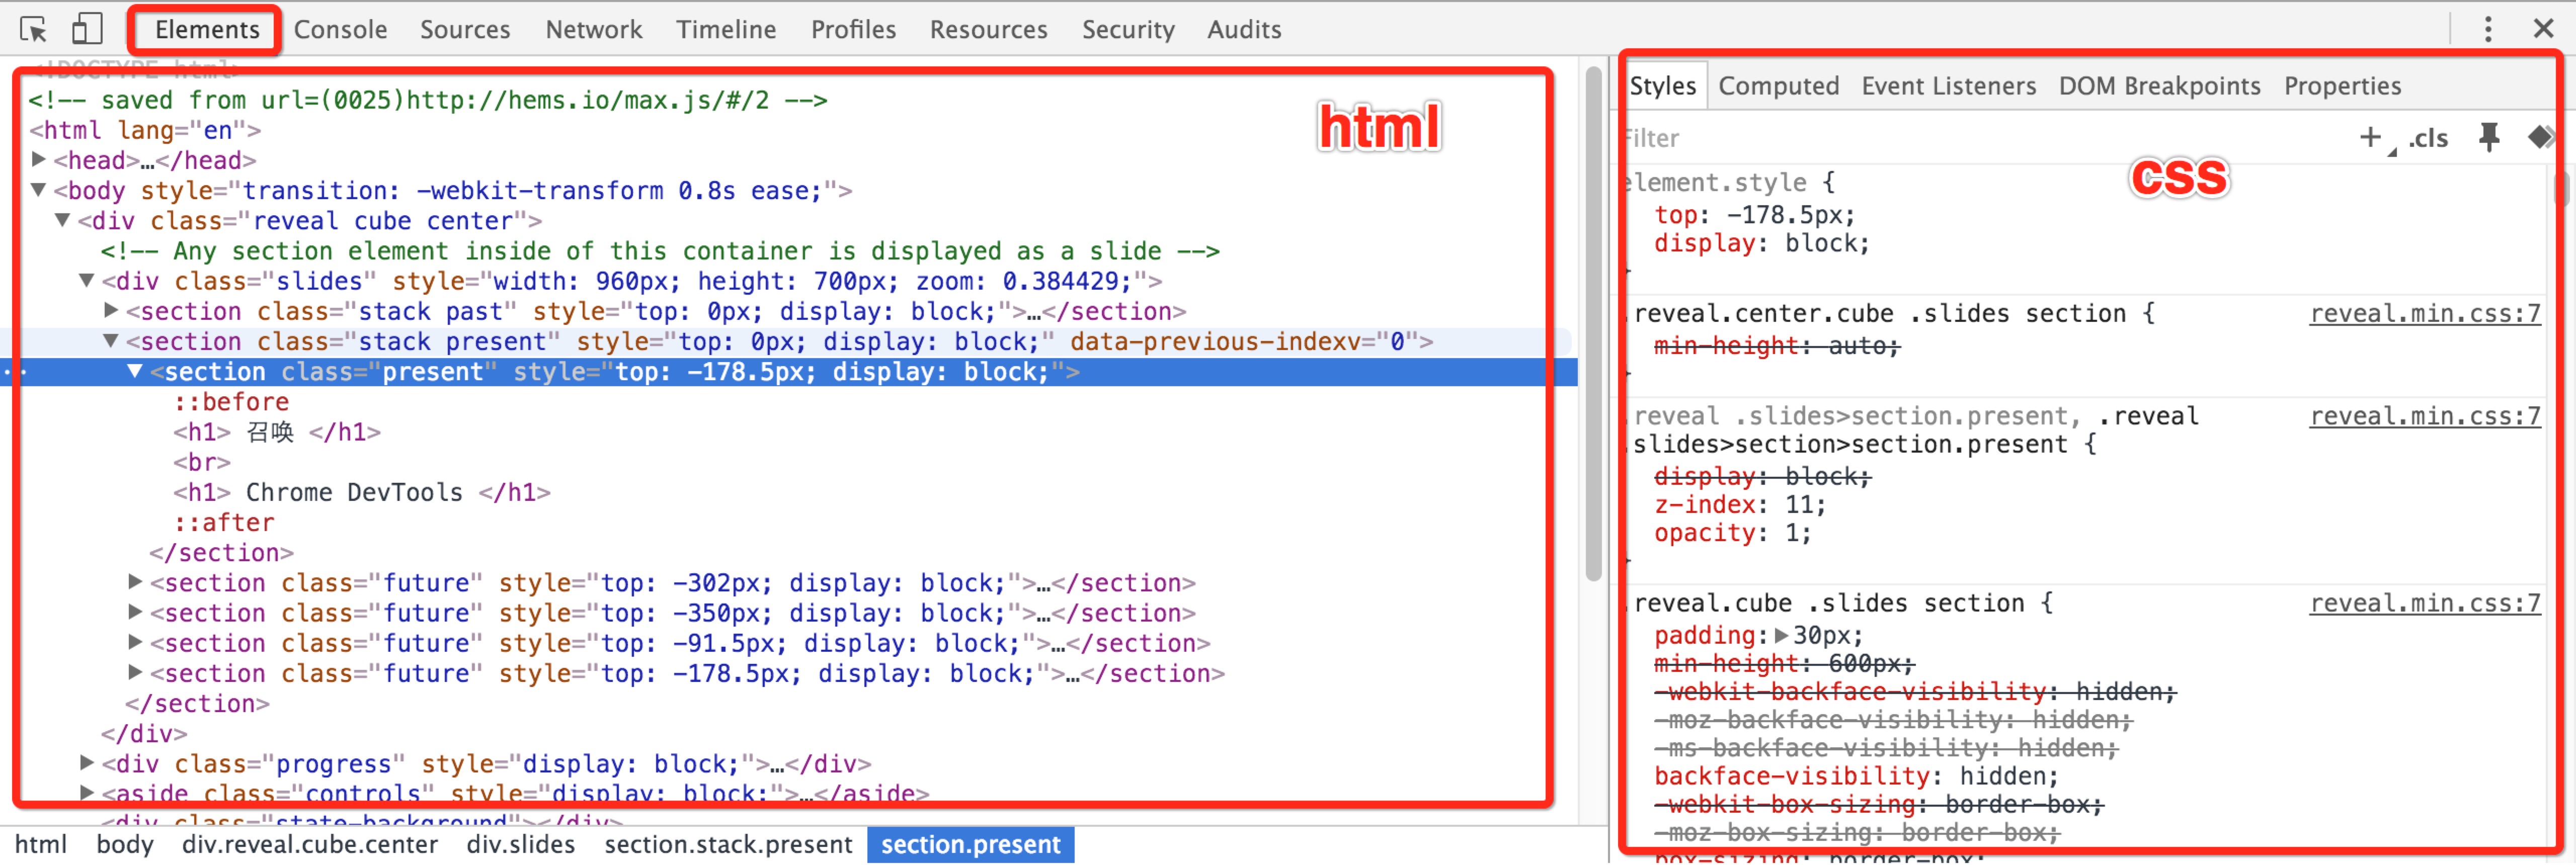 Elements Console Sources Network Timeline Profiles Resources Security Audits
<!DOCTYPE html>
<!-- saved from url=(0025)http://hems.io/max.js/#/2 -->
<html lang="en">
<head>…</head>
<body style="transition: -webkit-transform 0.8s ease;">
<div class="reveal cube center">
<!-- Any section element inside of this container is displayed as a slide -->
<div class="slides" style="width: 960px; height: 700px; zoom: 0.384429;">
<section class="stack past" style="top: 0px; display: block;">…</section>
<section class="stack present" style="top: 0px; display: block;" data-previous-indexv="0">
<section class="present" style="top: -178.5px; display: block;">
::before
<h1> 召唤 </h1>
<br>
<h1> Chrome DevTools </h1>
::after
</section>
<section class="future" style="top: -302px; display: block;">…</section>
<section class="future" style="top: -350px; display: block;">…</section>
<section class="future" style="top: -91.5px; display: block;">…</section>
<section class="future" style="top: -178.5px; display: block;">…</section>
</section>
</div>
<div class="progress" style="display: block;">…</div>
<aside class="controls" style="display: block;">…</aside>
<div class="state-background"></div>
html body div.reveal.cube.center div.slides section.stack.present section.present
html
Styles Computed Event Listeners DOM Breakpoints Properties
Filter + .cls
css
element.style {
top: -178.5px;
display: block;
}
.reveal.center.cube .slides section { reveal.min.css:7
min-height: auto;
}
.reveal .slides>section.present, .reveal reveal.min.css:7
.slides>section>section.present {
display: block;
z-index: 11;
opacity: 1;
}
.reveal.cube .slides section { reveal.min.css:7
padding: 30px;
min-height: 600px;
-webkit-backface-visibility: hidden;
-moz-backface-visibility: hidden;
-ms-backface-visibility: hidden;
backface-visibility: hidden;
-webkit-box-sizing: border-box;
-moz-box-sizing: border-box;
box-sizing: border-box;